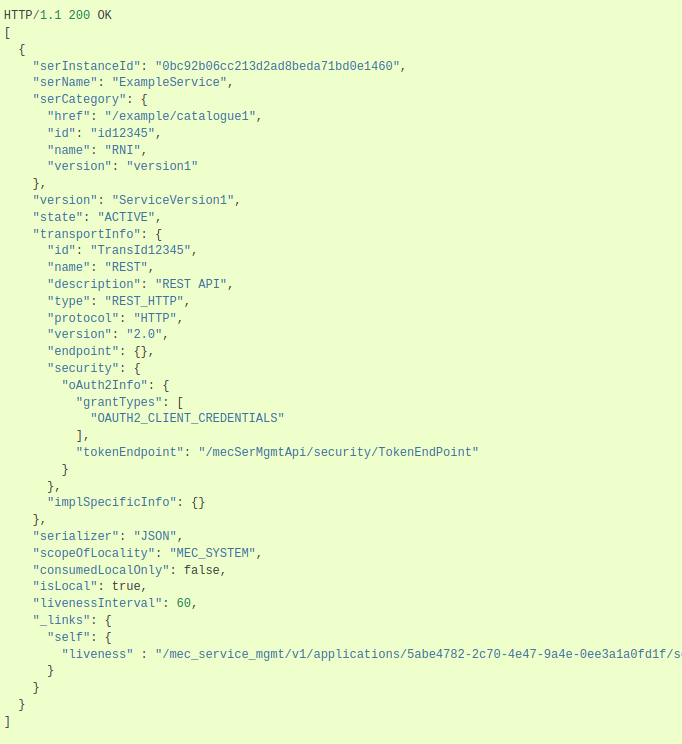 HTTP/1.1 200 OK
[
  {
    "serInstanceId": "0bc92b06cc213d2ad8beda71bd0e1460",
    "serName": "ExampleService",
    "serCategory": {
      "href": "/example/catalogue1",
      "id": "id12345",
      "name": "RNI",
      "version": "version1"
    },
    "version": "ServiceVersion1",
    "state": "ACTIVE",
    "transportInfo": {
      "id": "TransId12345",
      "name": "REST",
      "description": "REST API",
      "type": "REST_HTTP",
      "protocol": "HTTP",
      "version": "2.0",
      "endpoint": {},
      "security": {
        "oAuth2Info": {
          "grantTypes": [
            "OAUTH2_CLIENT_CREDENTIALS"
          ],
          "tokenEndpoint": "/mecSerMgmtApi/security/TokenEndPoint"
        }
      },
      "implSpecificInfo": {}
    },
    "serializer": "JSON",
    "scopeOfLocality": "MEC_SYSTEM",
    "consumedLocalOnly": false,
    "isLocal": true,
    "livenessInterval": 60,
    "_links": {
      "self": {
        "liveness" : "/mec_service_mgmt/v1/applications/5abe4782-2c70-4e47-9a4e-0ee3a1a0fd1f/
      }
    }
  }
]